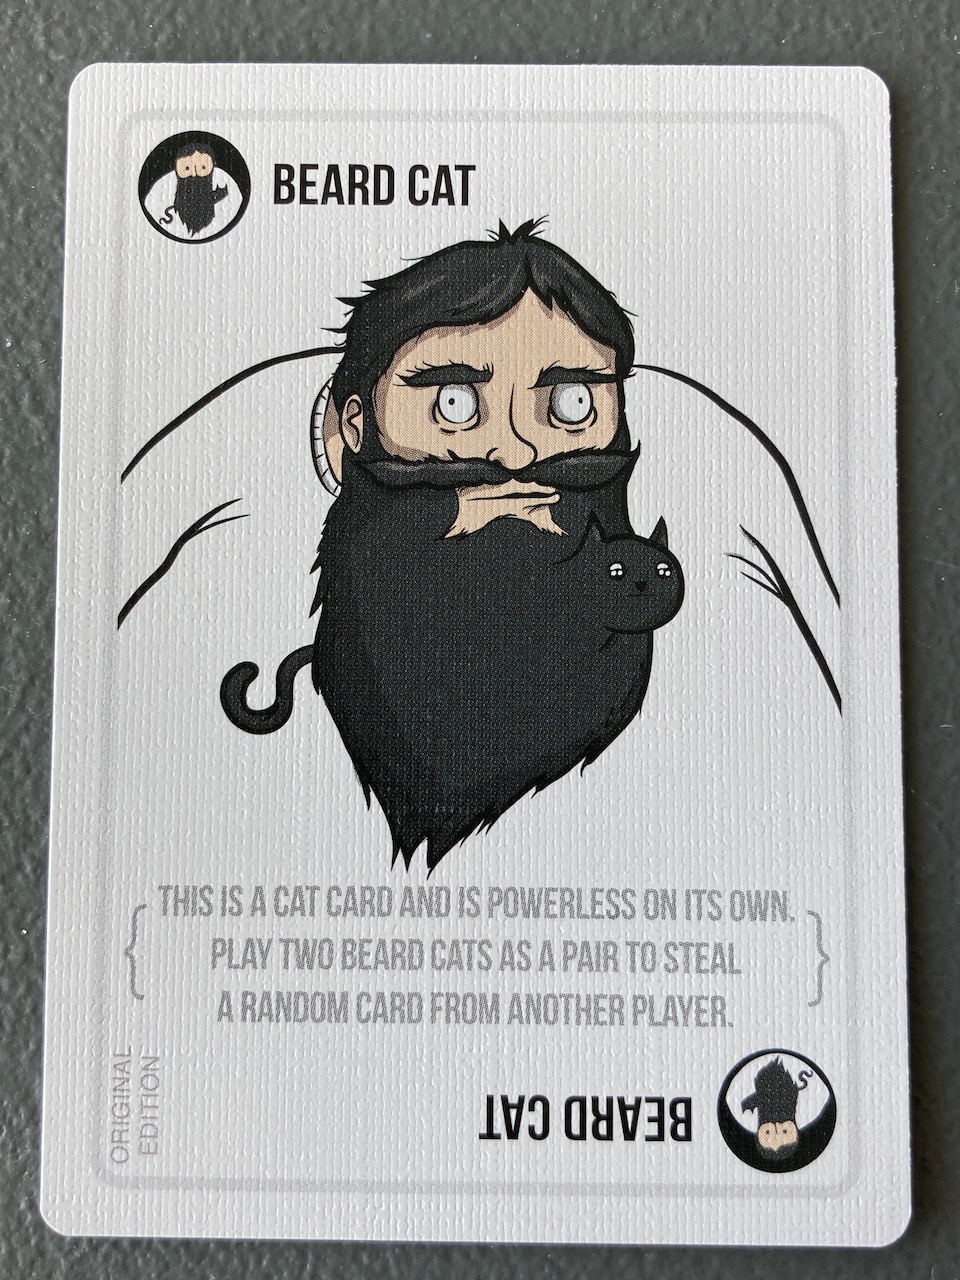 BEARD CAT
THIS IS A CAT CARD AND IS POWERLESS ON ITS OWN.
PLAY TWO BEARD CATS AS A PAIR TO STEAL
A RANDOM CARD FROM ANOTHER PLAYER.
ORIGINAL
EDITION
BEARD CAT